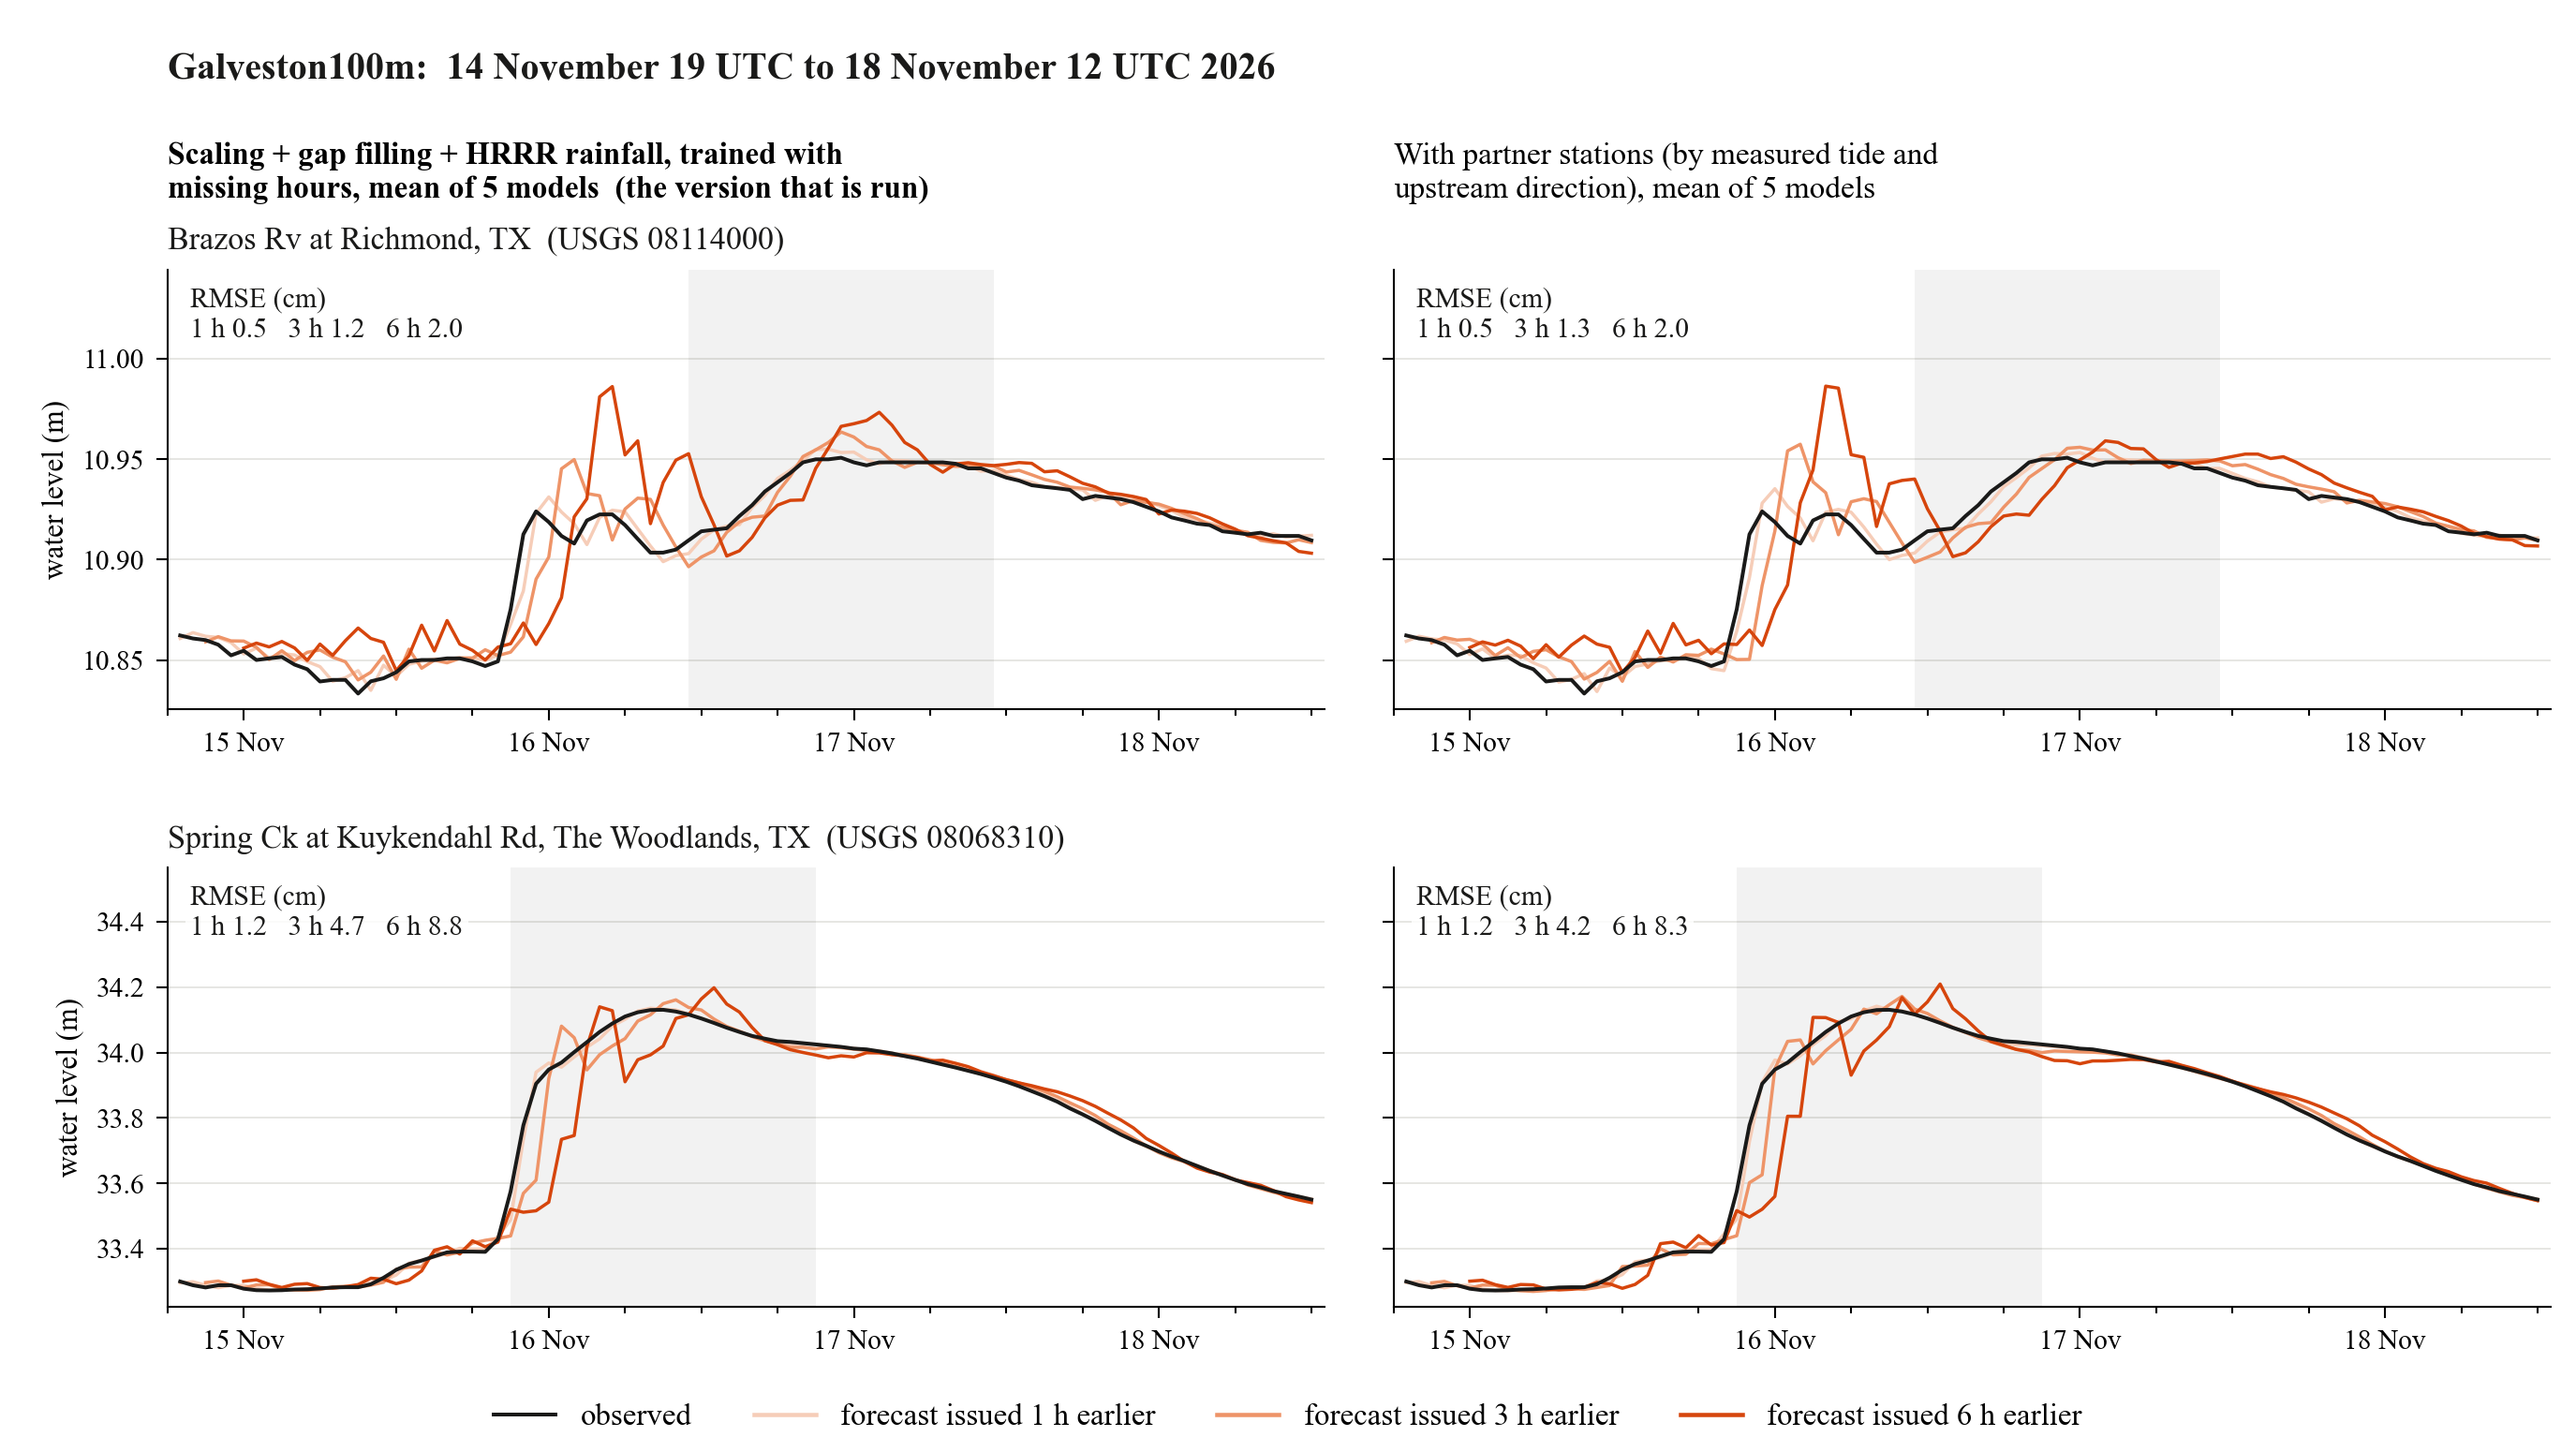 Galveston100m:  14 November 19 UTC to 18 November 12 UTC 2026
Scaling + gap filling + HRRR rainfall, trained with
missing hours, mean of 5 models  (the version that is run)
With partner stations (by measured tide and
upstream direction), mean of 5 models
Brazos Rv at Richmond, TX  (USGS 08114000)
RMSE (cm)
1 h 0.5   3 h 1.2   6 h 2.0
RMSE (cm)
1 h 0.5   3 h 1.3   6 h 2.0
water level (m)
11.00
10.95
10.90
10.85
15 Nov   16 Nov   17 Nov   18 Nov
15 Nov   16 Nov   17 Nov   18 Nov
Spring Ck at Kuykendahl Rd, The Woodlands, TX  (USGS 08068310)
RMSE (cm)
1 h 1.2   3 h 4.7   6 h 8.8
RMSE (cm)
1 h 1.2   3 h 4.2   6 h 8.3
water level (m)
34.4
34.2
34.0
33.8
33.6
33.4
15 Nov   16 Nov   17 Nov   18 Nov
15 Nov   16 Nov   17 Nov   18 Nov
observed   forecast issued 1 h earlier   forecast issued 3 h earlier   forecast issued 6 h earlier